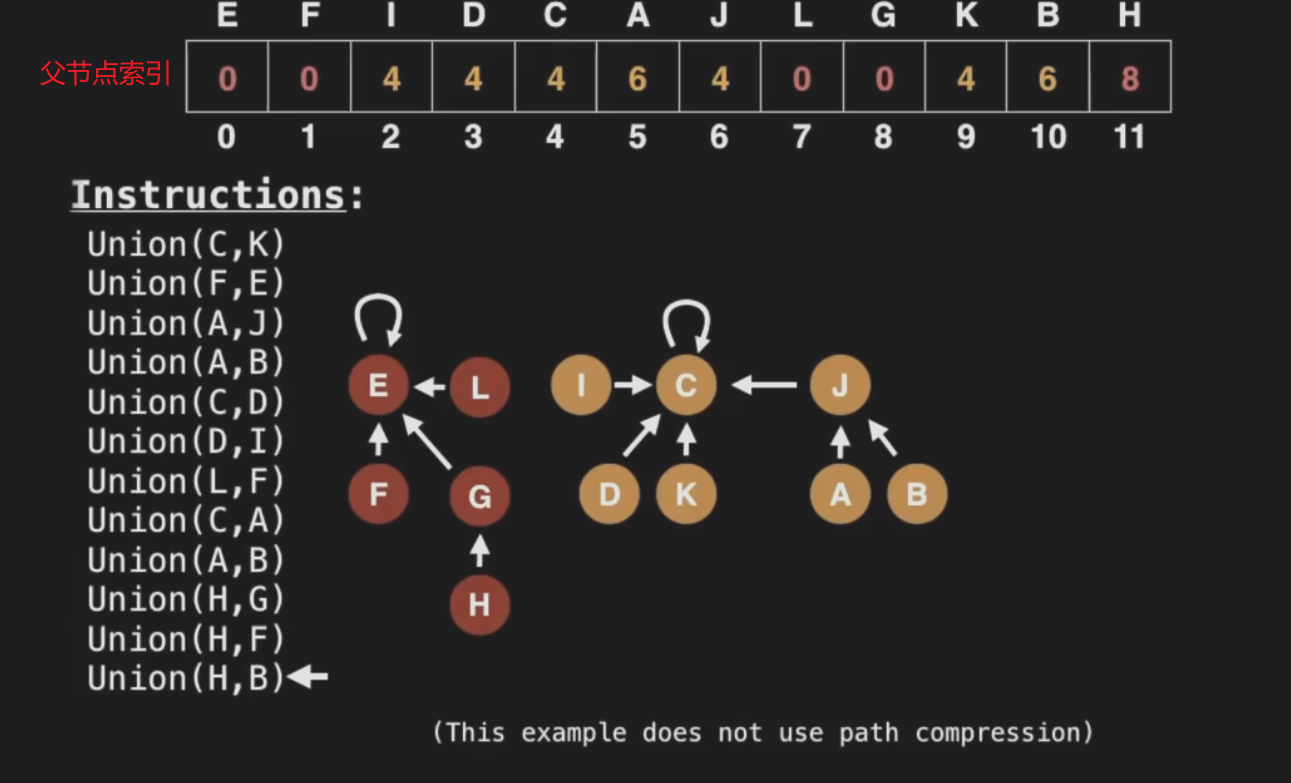 E F I D C A J L G K B H
父节点索引 0 0 4 4 4 6 4 0 0 4 6 8
0 1 2 3 4 5 6 7 8 9 10 11
Instructions:
Union(C,K)
Union(F,E)
Union(A,J)
Union(A,B)
Union(C,D)
Union(D,I)
Union(L,F)
Union(C,A)
Union(A,B)
Union(H,G)
Union(H,F)
Union(H,B)
E L I C J
F G D K A B
H
(This example does not use path compression)